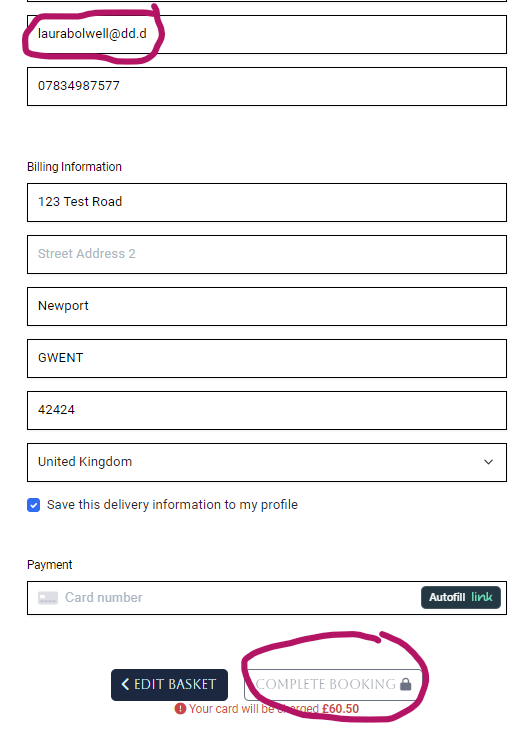 laurabolwell@dd.d
07834987577
Billing Information
123 Test Road
Street Address 2
Newport
GWENT
42424
United Kingdom
Save this delivery information to my profile
Payment
Card number Autofill link
EDIT BASKET COMPLETE BOOKING
Your card will be charged £60.50